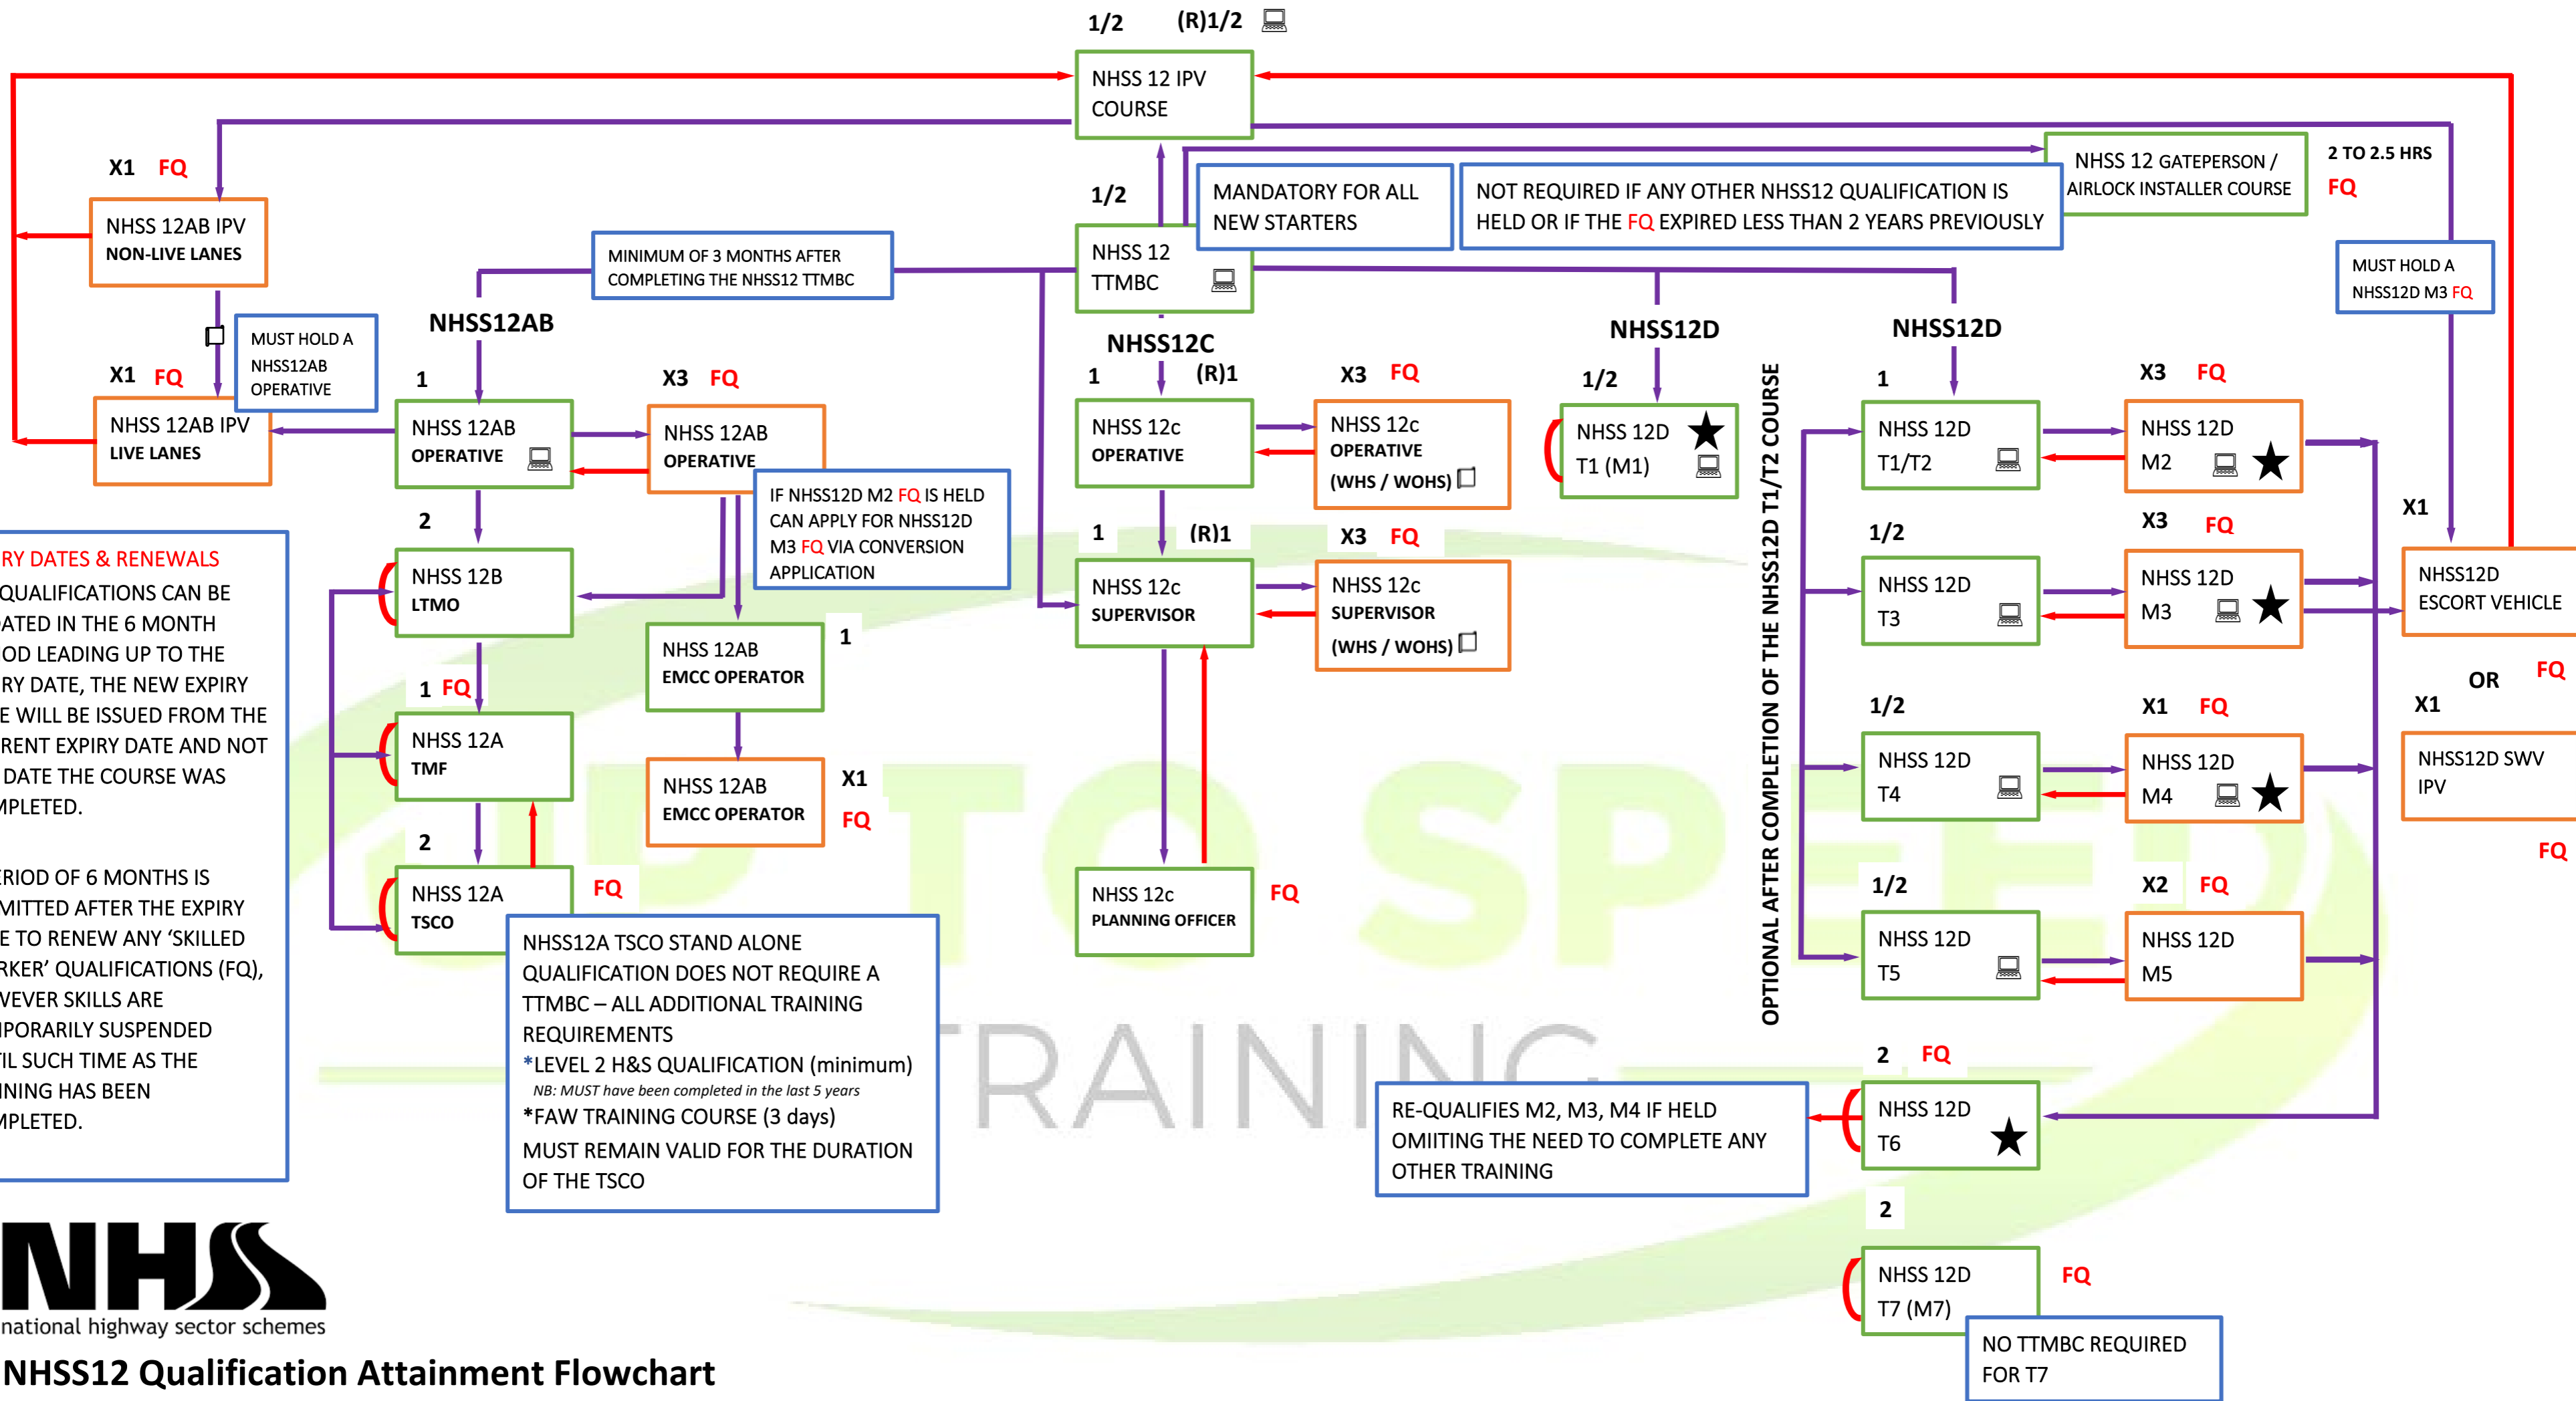 1/2 (R)1/2
NHSS 12 IPV
COURSE
X1 FQ
NHSS 12AB IPV
NON-LIVE LANES
1/2
MANDATORY FOR ALL
NEW STARTERS
NOT REQUIRED IF ANY OTHER NHSS12 QUALIFICATION IS
HELD OR IF THE FQ EXPIRED LESS THAN 2 YEARS PREVIOUSLY
NHSS 12 GATEPERSON /
AIRLOCK INSTALLER COURSE
2 TO 2.5 HRS
FQ
MINIMUM OF 3 MONTHS AFTER
COMPLETING THE NHSS12 TTMBC
NHSS 12
TTMBC
MUST HOLD A
NHSS12D M3 FQ
NHSS12AB
NHSS12C
NHSS12D
NHSS12D
MUST HOLD A
NHSS12AB
OPERATIVE
X1 FQ
NHSS 12AB IPV
LIVE LANES
1
NHSS 12AB
OPERATIVE
X3 FQ
NHSS 12AB
OPERATIVE
IF NHSS12D M2 FQ IS HELD
CAN APPLY FOR NHSS12D
M3 FQ VIA CONVERSION
APPLICATION
2
NHSS 12B
LTMO
1 FQ
NHSS 12A
TMF
2
NHSS 12A
TSCO
FQ
1
NHSS 12AB
EMCC OPERATOR
NHSS 12AB
EMCC OPERATOR
X1
FQ
NHSS12A TSCO STAND ALONE
QUALIFICATION DOES NOT REQUIRE A
TTMBC – ALL ADDITIONAL TRAINING
REQUIREMENTS
*LEVEL 2 H&S QUALIFICATION (minimum)
NB: MUST have been completed in the last 5 years
*FAW TRAINING COURSE (3 days)
MUST REMAIN VALID FOR THE DURATION
OF THE TSCO
1 (R)1
NHSS 12c
OPERATIVE
X3 FQ
NHSS 12c
OPERATIVE
(WHS / WOHS)
1 (R)1
NHSS 12c
SUPERVISOR
X3 FQ
NHSS 12c
SUPERVISOR
(WHS / WOHS)
NHSS 12c
PLANNING OFFICER
FQ
1/2
NHSS 12D
T1 (M1)
OPTIONAL AFTER COMPLETION OF THE NHSS12D T1/T2 COURSE
1
NHSS 12D
T1/T2
X3 FQ
NHSS 12D
M2
1/2
NHSS 12D
T3
X3 FQ
NHSS 12D
M3
1/2
NHSS 12D
T4
X1 FQ
NHSS 12D
M4
1/2
NHSS 12D
T5
X2 FQ
NHSS 12D
M5
X1
NHSS12D
ESCORT VEHICLE
FQ
OR
X1
NHSS12D SWV
IPV
FQ
2 FQ
NHSS 12D
T6
RE-QUALIFIES M2, M3, M4 IF HELD
OMIITING THE NEED TO COMPLETE ANY
OTHER TRAINING
2
NHSS 12D
T7 (M7)
FQ
NO TTMBC REQUIRED
FOR T7
RY DATES & RENEWALS
QUALIFICATIONS CAN BE
DATED IN THE 6 MONTH
IOD LEADING UP TO THE
RY DATE, THE NEW EXPIRY
E WILL BE ISSUED FROM THE
RENT EXPIRY DATE AND NOT
DATE THE COURSE WAS
MPLETED.
ERIOD OF 6 MONTHS IS
MITTED AFTER THE EXPIRY
E TO RENEW ANY ‘SKILLED
RKER’ QUALIFICATIONS (FQ),
WEVER SKILLS ARE
MPORARILY SUSPENDED
TIL SUCH TIME AS THE
INING HAS BEEN
MPLETED.
UP TO SPEED
TRAINING
NHSS
national highway sector schemes
NHSS12 Qualification Attainment Flowchart